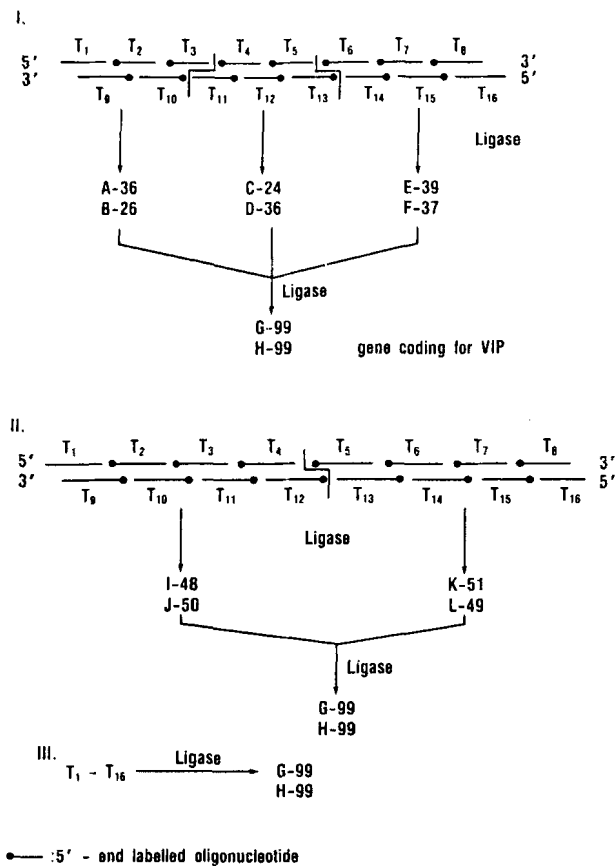 I.
T1 T2 T3 T4 T5 T6 T7 T8
5′ 3′
3′ 5′
T9 T10 T11 T12 T13 T14 T15 T16
Ligase
A-36 C-24 E-39
B-26 D-36 F-37
Ligase
G-99
H-99 gene coding for VIP
II.
T1 T2 T3 T4 T5 T6 T7 T8
5′ 3′
3′ 5′
T9 T10 T11 T12 T13 T14 T15 T16
Ligase
I-48 K-51
J-50 L-49
Ligase
G-99
H-99
III.
Ligase
T1 - T16 G-99
H-99
:5′ - end labelled oligonucleotide